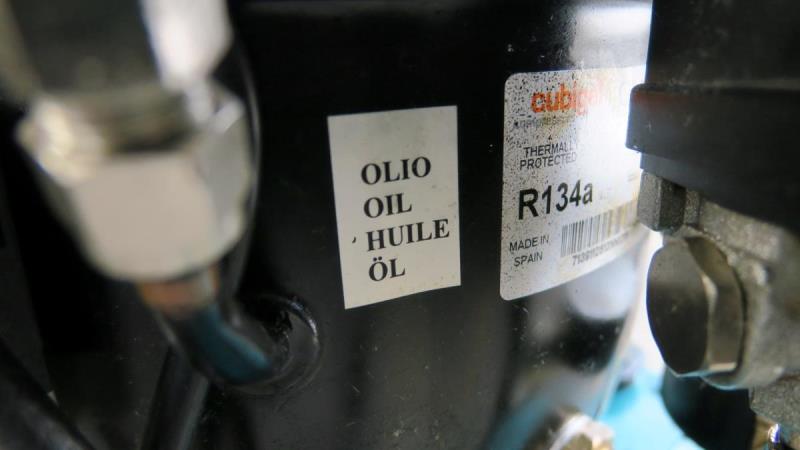 OLIO
OIL
HUILE
ÖL
THERMALLY
PROTECTED
R134a
MADE IN
SPAIN